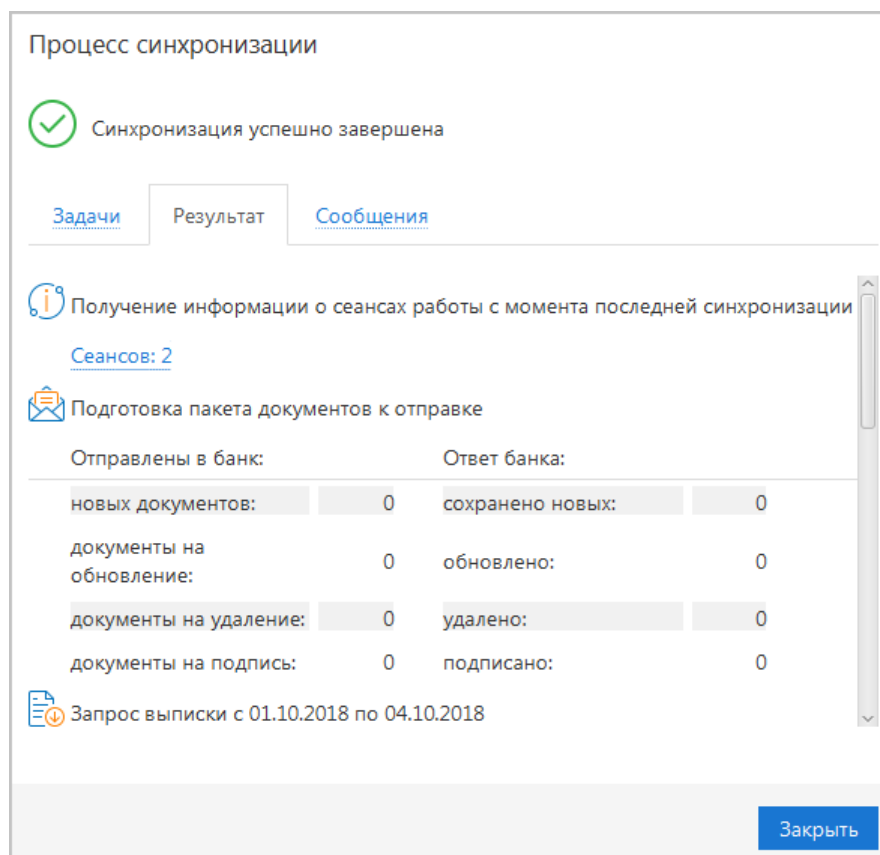 Процесс синхронизации
Синхронизация успешно завершена
Задачи Результат Сообщения
Получение информации о сеансах работы с момента последней синхронизации
Сеансов: 2
Подготовка пакета документов к отправке
Отправлены в банк: Ответ банка:
новых документов: 0 сохранено новых: 0
документы на
обновление: 0 обновлено: 0
документы на удаление: 0 удалено: 0
документы на подпись: 0 подписано: 0
Запрос выписки с 01.10.2018 по 04.10.2018
Закрыть